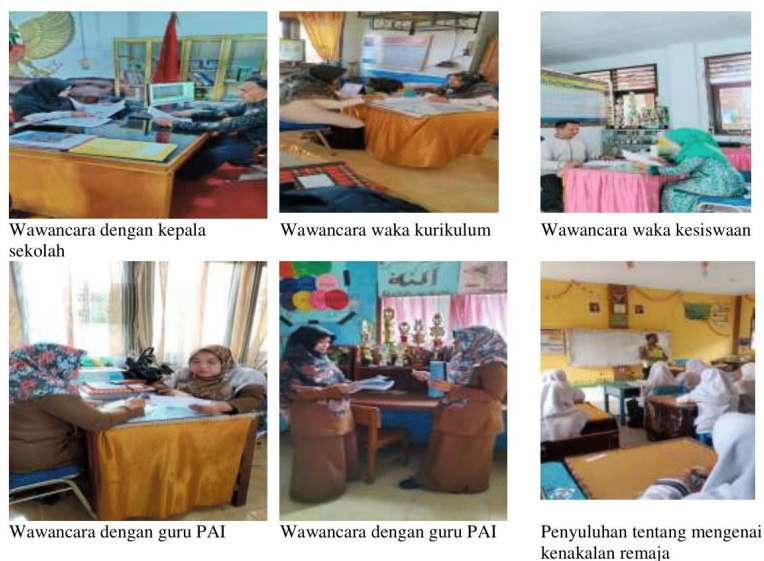 Wawancara dengan kepala
sekolah
Wawancara waka kurikulum
Wawancara waka kesiswaan
Wawancara dengan guru PAI
Wawancara dengan guru PAI
Penyuluhan tentang mengenai
kenakalan remaja